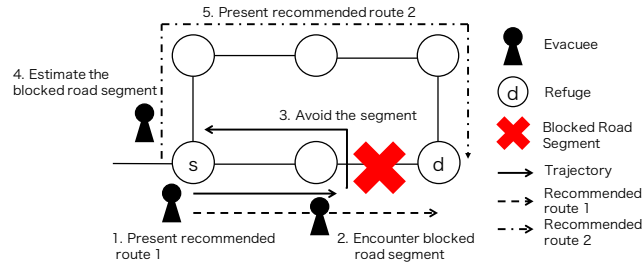 5. Present recommended route 2
4. Estimate the
blocked road segment
3. Avoid the segment
s
d
1. Present recommended
route 1
2. Encounter blocked
road segment
Evacuee
d
Refuge
Blocked Road
Segment
Trajectory
Recommended
route 1
Recommended
route 2